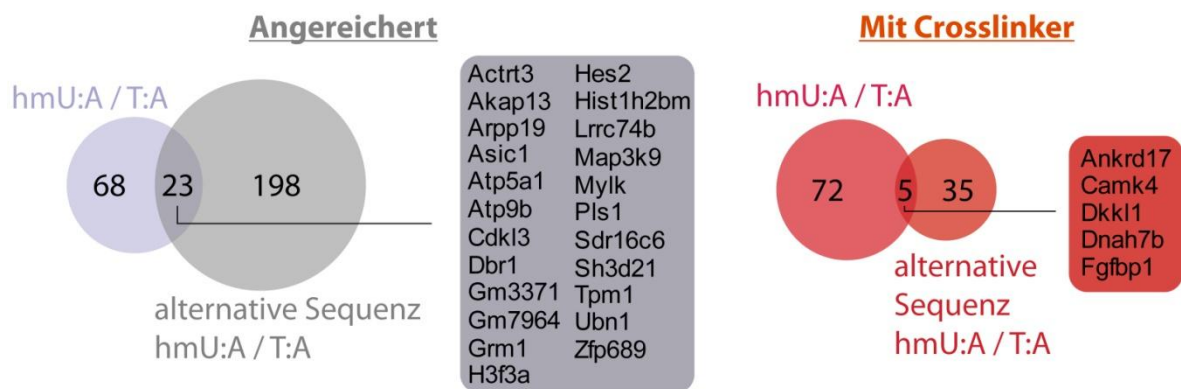 Angereichert
hmU:A / T:A
68
23
198
alternative Sequenz
hmU:A / T:A
Actrt3
Akap13
Arpp19
Asic1
Atp5a1
Atp9b
Cdkl3
Dbr1
Gm3371
Gm7964
Grm1
H3f3a
Hes2
Hist1h2bm
Lrrc74b
Map3k9
Mylk
Pls1
Sdr16c6
Sh3d21
Tpm1
Ubn1
Zfp689
Mit Crosslinker
hmU:A / T:A
72
5
35
alternative
Sequenz
hmU:A / T:A
Ankrd17
Camk4
Dkkl1
Dnah7b
Fgfbp1